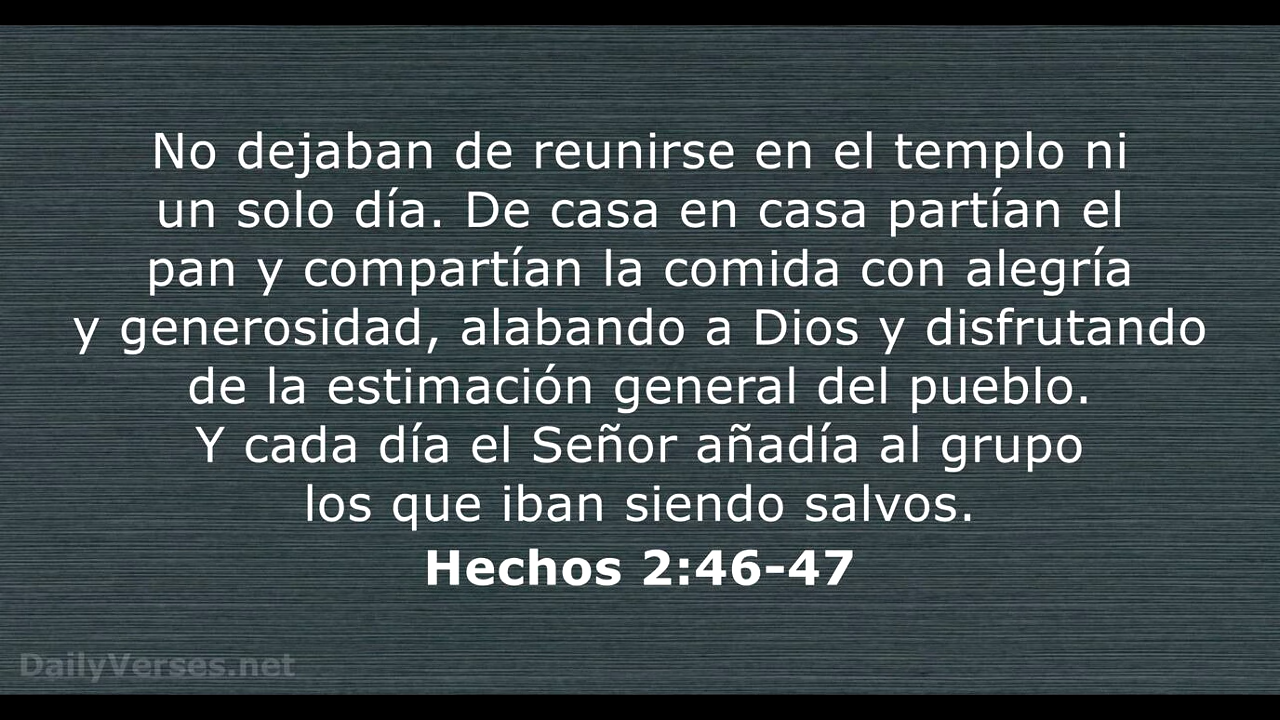 No dejaban de reunirse en el templo ni
un solo día. De casa en casa partían el
pan y compartían la comida con alegría
y generosidad, alabando a Dios y disfrutando
de la estimación general del pueblo.
Y cada día el Señor añadía al grupo
los que iban siendo salvos.
Hechos 2:46-47
DailyVerses.net